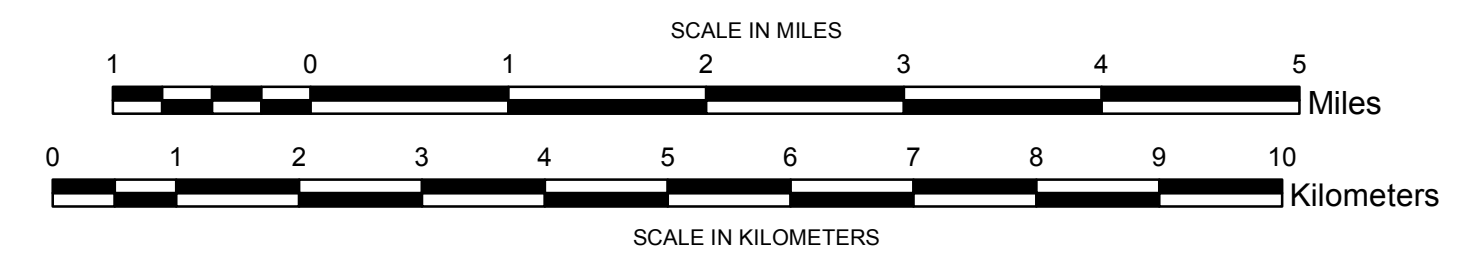 SCALE IN MILES
1 0 1 2 3 4 5
Miles
0 1 2 3 4 5 6 7 8 9 10
Kilometers
SCALE IN KILOMETERS